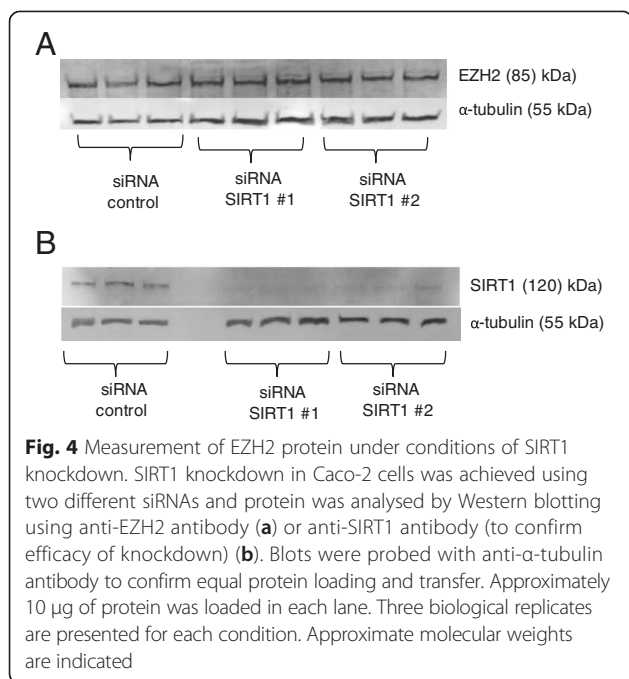 A
EZH2 (85) kDa
α-tubulin (55 kDa)
siRNA
control
siRNA
SIRT1 #1
siRNA
SIRT1 #2
B
SIRT1 (120) kDa)
α-tubulin (55 kDa)
siRNA
control
siRNA
SIRT1 #1
siRNA
SIRT1 #2
Fig. 4 Measurement of EZH2 protein under conditions of SIRT1
knockdown. SIRT1 knockdown in Caco-2 cells was achieved using
two different siRNAs and protein was analysed by Western blotting
using anti-EZH2 antibody (a) or anti-SIRT1 antibody (to confirm
efficacy of knockdown) (b). Blots were probed with anti-α-tubulin
antibody to confirm equal protein loading and transfer. Approximately
10 μg of protein was loaded in each lane. Three biological replicates
are presented for each condition. Approximate molecular weights
are indicated